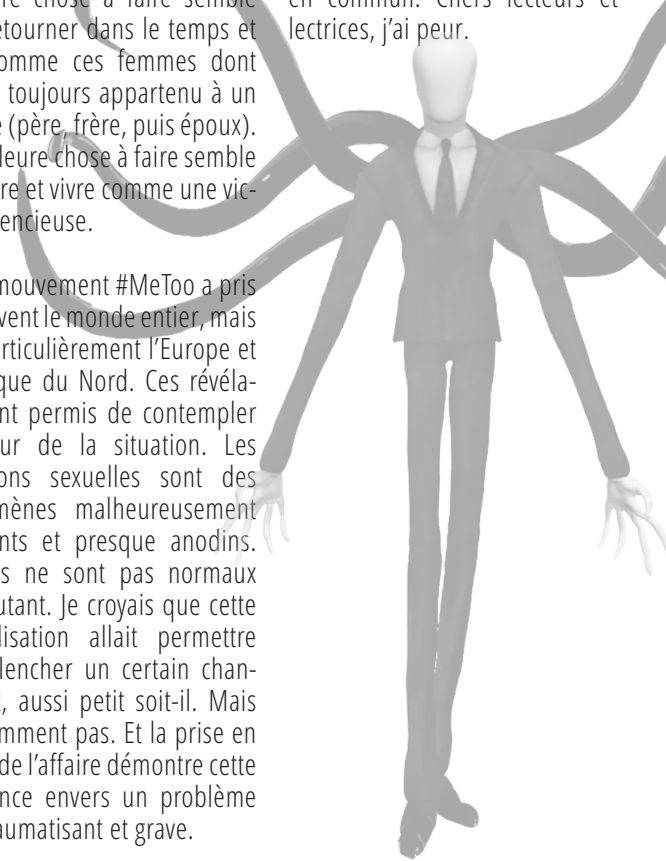 re chose à faire semble
etourner dans le temps et
omme ces femmes dont
toujours appartenu à un
e (père, frère, puis époux).
leure chose à faire semble
re et vivre comme une vic-
encieuse.
mouvement #MeToo a pris
vent le monde entier, mais
articulièrement l’Europe et
que du Nord. Ces révéla-
nt permis de contempler
ur de la situation. Les
ons sexuelles sont des
mènes malheureusement
nts et presque anodins.
s ne sont pas normaux
utant. Je croyais que cette
lisation allait permettre
lencher un certain chan-
, aussi petit soit-il. Mais
mment pas. Et la prise en
de l’affaire démontre cette
nce envers un problème
aumatisant et grave.
en commun. Chers lecteurs et
lectrices, j’ai peur.